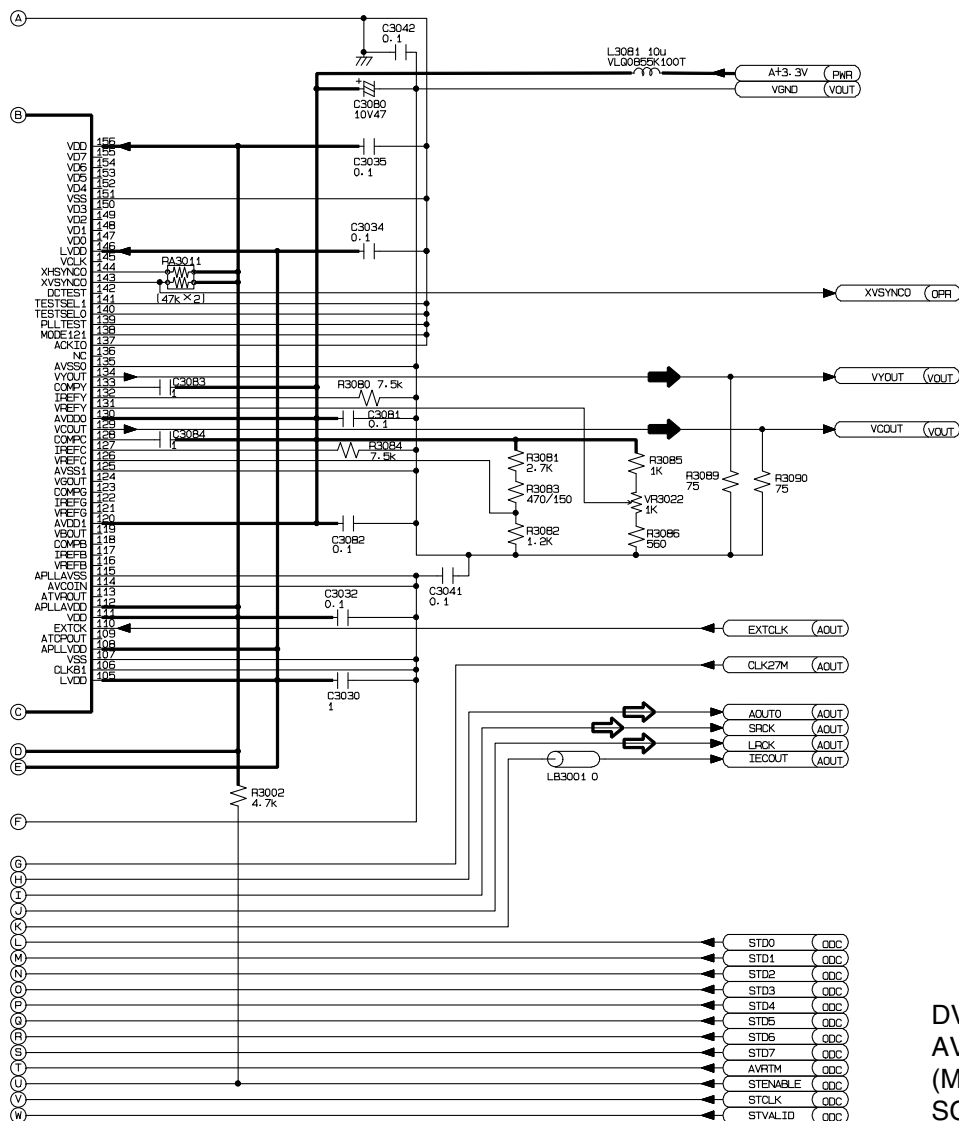 A
C3042
0. 1
L3081 10u
VLQ0855K100T
A+3. 3V PWR
VGND VOUT
+
C3080
10V47
B
VDD 156
VD7 155
VD6 154
VD5 153
VD4 152
VSS 151
VD3 150
VD2 149
VD1 148
VD0 147
LVDD 146
VCLK 145
XHSYNCO 144
XVSYNCO 143
DCTEST 142
TESTSEL1 141
TESTSEL0 140
PLLTEST 139
MODE121 138
ACKIO 137
NC 136
AVSS0 135
VYOUT 134
COMPY 133
IREFY 132
VREFY 131
AVDD0 130
VCOUT 129
COMPC 128
IREFC 127
VREFC 126
AVSS1 125
VGOUT 124
COMPG 123
IREFG 122
VREFG 121
AVDD1 120
VBOUT 119
COMPB 118
IREFB 117
VREFB 116
APLLAVSS 115
AVCOIN 114
ATVROUT 113
APLLAVDD 112
VDD 111
EXTCK 110
ATCPOUT 109
APLLVDD 108
VSS 107
CLK81 106
LVDD 105
C3035
0. 1
C3034
0. 1
RA3011
(47k×2)
XVSYNCO OPR
C3083
1
R3080 7.5k
VYOUT VOUT
C3081
0. 1
C3084
1
R3084
7.5k
VCOUT VOUT
R3081
2.7K
R3083
470/150
R3082
1.2K
R3085
1K
VR3022
1K
R3086
560
R3089
75
R3090
75
C3082
0. 1
C3041
0. 1
C3032
0. 1
EXTCLK AOUT
CLK27M AOUT
C3030
1
C
D
E
AOUT0 AOUT
SRCK AOUT
LRCK AOUT
IECOUT AOUT
LB3001 0
R3002
4.7k
F
G
H
I
J
K
L STD0 ODC
M STD1 ODC
N STD2 ODC
O STD3 ODC
P STD4 ODC
Q STD5 ODC
R STD6 ODC
S STD7 ODC
T AVRTM ODC
U STENABLE ODC
V STCLK ODC
W STVALID ODC
DV
AV
(M
SC